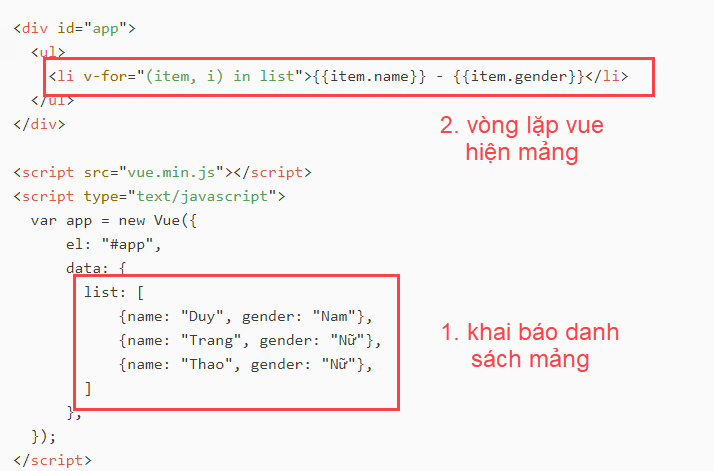 <div id="app">
<ul>
<li v-for="(item, i) in list">{{item.name}} - {{item.gender}}</li>
</ul>
</div>
2. vòng lặp vue
hiện mảng
<script src="vue.min.js"></script>
<script type="text/javascript">
var app = new Vue({
el: "#app",
data: {
list: [
{name: "Duy", gender: "Nam"},
{name: "Trang", gender: "Nữ"},
{name: "Thao", gender: "Nữ"},
]
1. khai báo danh
sách mảng
},
});
</script>